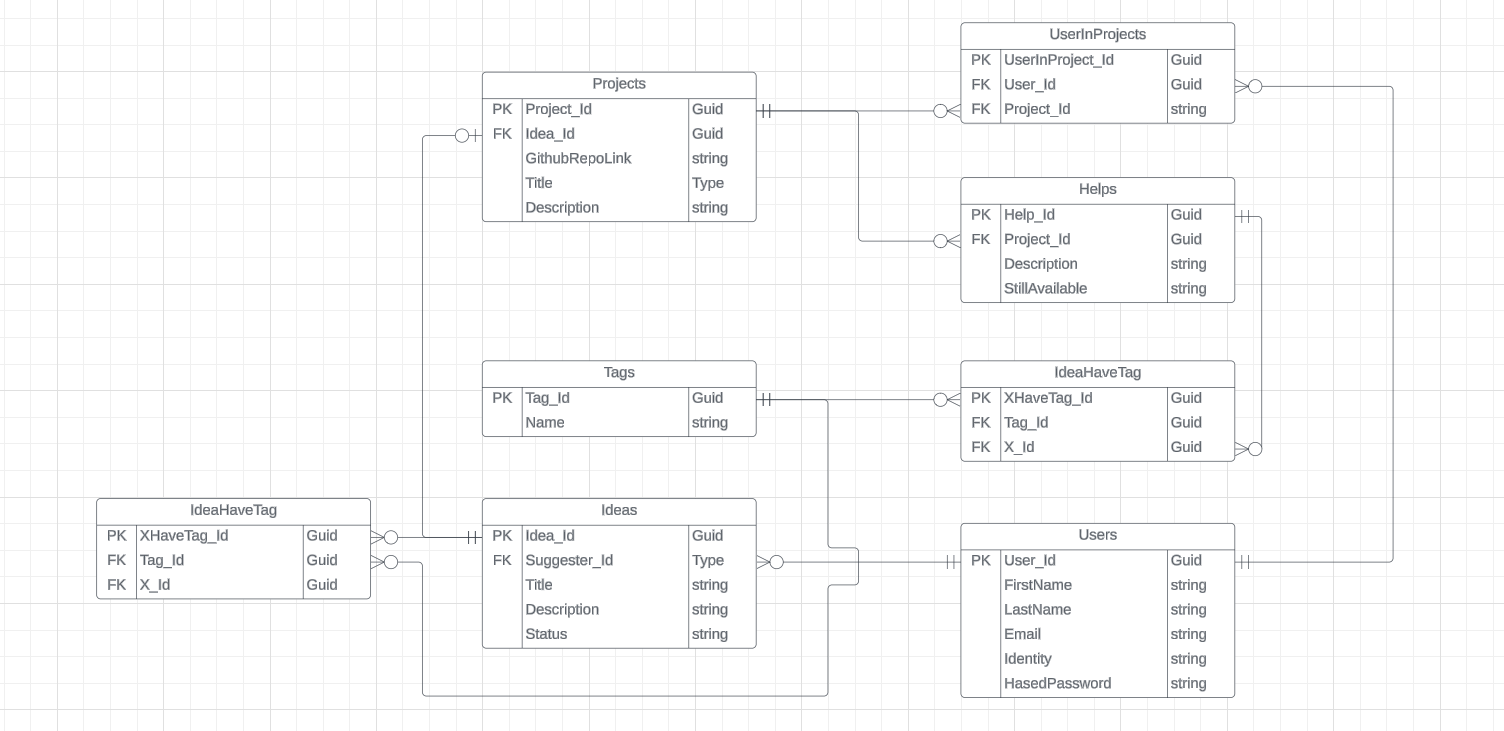 UserInProjects
PK UserInProject_Id Guid
FK User_Id Guid
FK Project_Id string
Projects
PK Project_Id Guid
FK Idea_Id Guid
GithubRepoLink string
Title Type
Description string
Helps
PK Help_Id Guid
FK Project_Id Guid
Description string
StillAvailable string
Tags
PK Tag_Id Guid
Name string
IdeaHaveTag
PK XHaveTag_Id Guid
FK Tag_Id Guid
FK X_Id Guid
IdeaHaveTag
PK XHaveTag_Id Guid
FK Tag_Id Guid
FK X_Id Guid
Ideas
PK Idea_Id Guid
FK Suggester_Id Type
Title string
Description string
Status string
Users
PK User_Id Guid
FirstName string
LastName string
Email string
Identity string
HasedPassword string